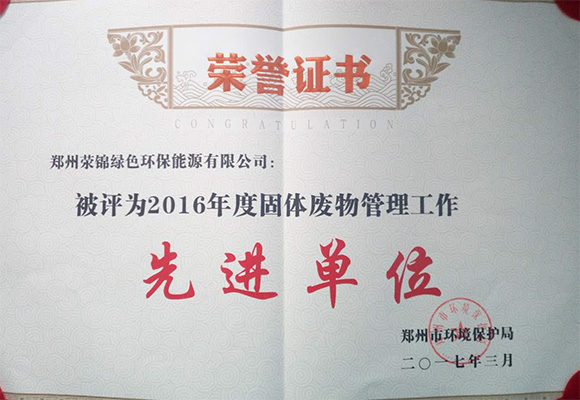 荣誉证书
CONGRATULATION
郑州荥锦绿色环保能源有限公司：
被评为2016年度固体废物管理工作
先进单位
郑州市环境保护局
二〇一七年三月